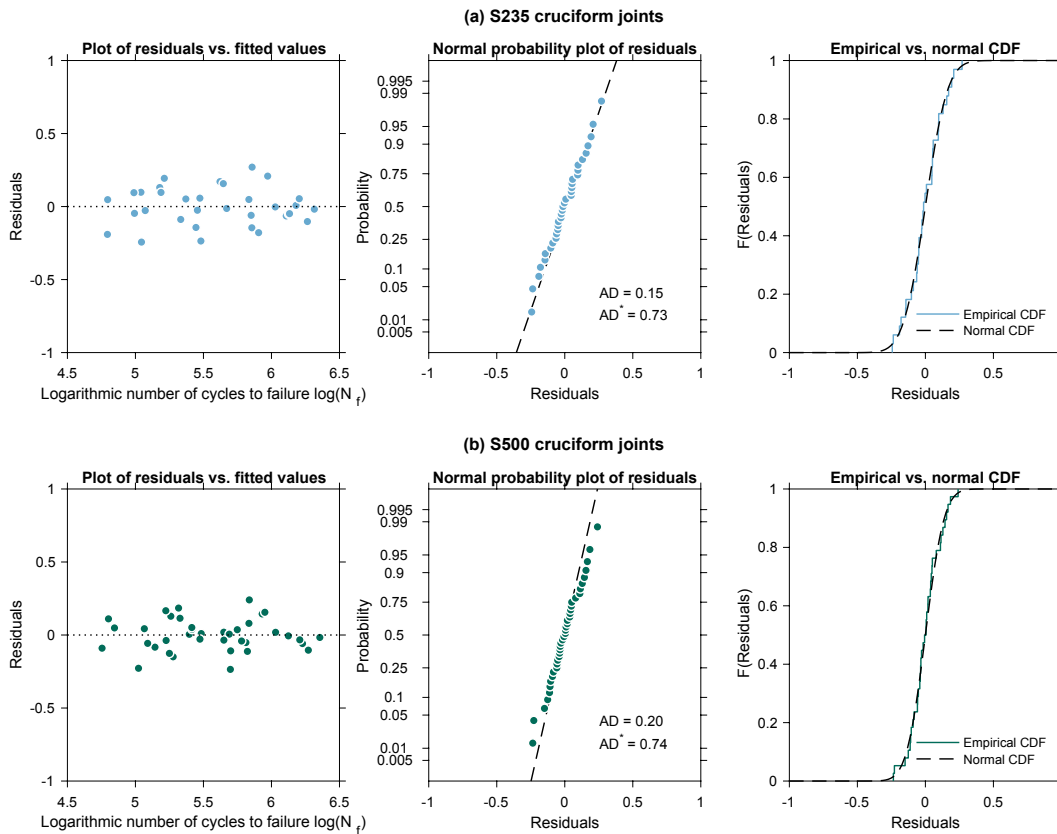 (a) S235 cruciform joints
Plot of residuals vs. fitted values
Residuals
1
0.5
0
-0.5
-1
4.5 5 5.5 6 6.5
Logarithmic number of cycles to failure log(N_f)
Normal probability plot of residuals
Probability
0.995
0.99
0.95
0.9
0.75
0.5
0.25
0.1
0.05
0.01
0.005
AD = 0.15
AD* = 0.73
-1 -0.5 0 0.5 1
Residuals
Empirical vs. normal CDF
F(Residuals)
1
0.8
0.6
0.4
0.2
0
Empirical CDF
Normal CDF
-1 -0.5 0 0.5
Residuals
(b) S500 cruciform joints
Plot of residuals vs. fitted values
Residuals
1
0.5
0
-0.5
-1
4.5 5 5.5 6 6.5
Logarithmic number of cycles to failure log(N_f)
Normal probability plot of residuals
Probability
0.995
0.99
0.95
0.9
0.75
0.5
0.25
0.1
0.05
0.01
0.005
AD = 0.20
AD* = 0.74
-1 -0.5 0 0.5 1
Residuals
Empirical vs. normal CDF
F(Residuals)
1
0.8
0.6
0.4
0.2
0
Empirical CDF
Normal CDF
-1 -0.5 0 0.5
Residuals